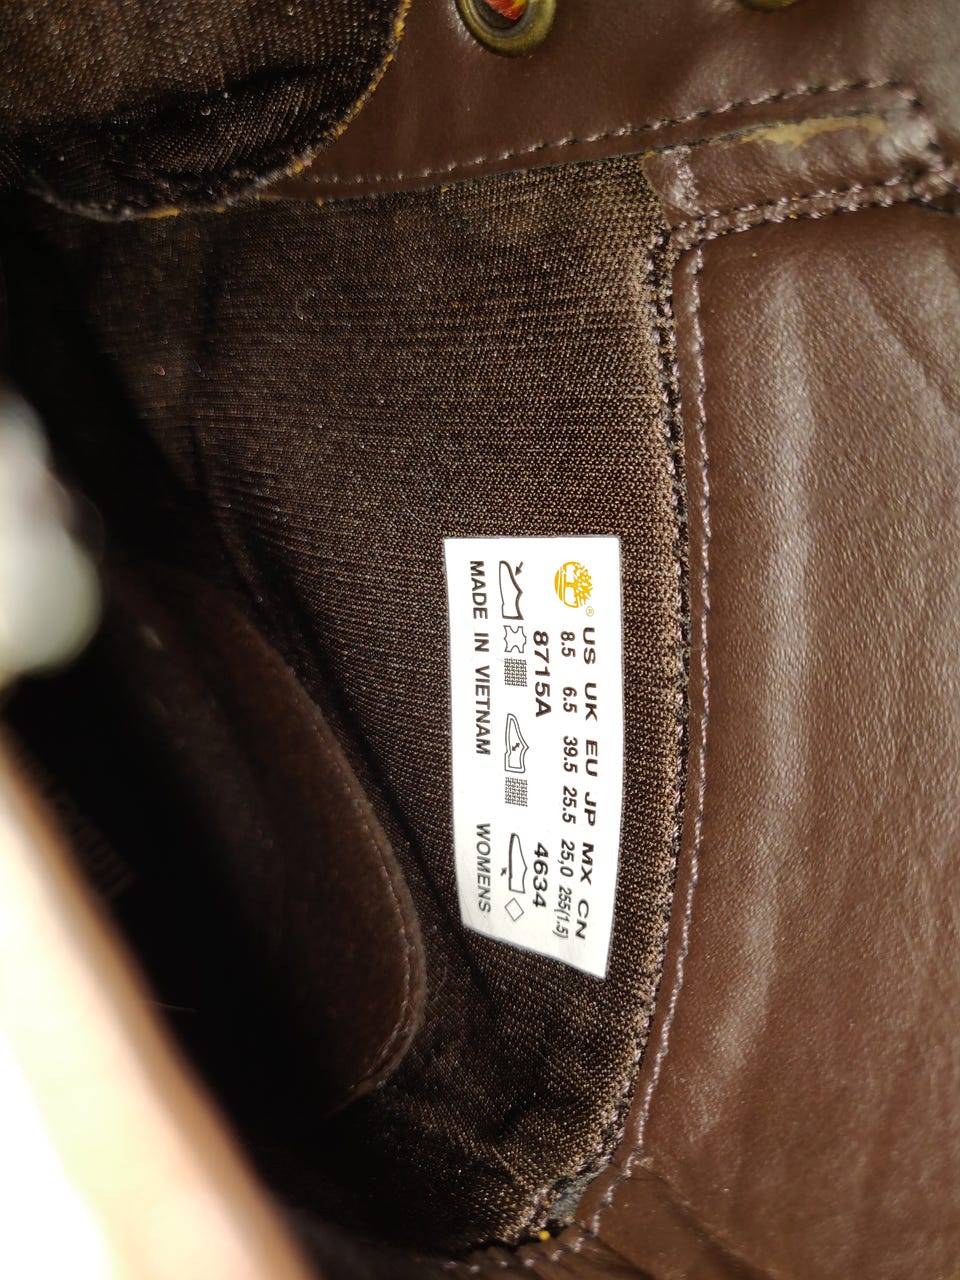 US UK EU JP MX CN
8.5 6.5 39.5 25.5 25,0 255(1.5)
8715A 4634
MADE IN VIETNAM WOMENS